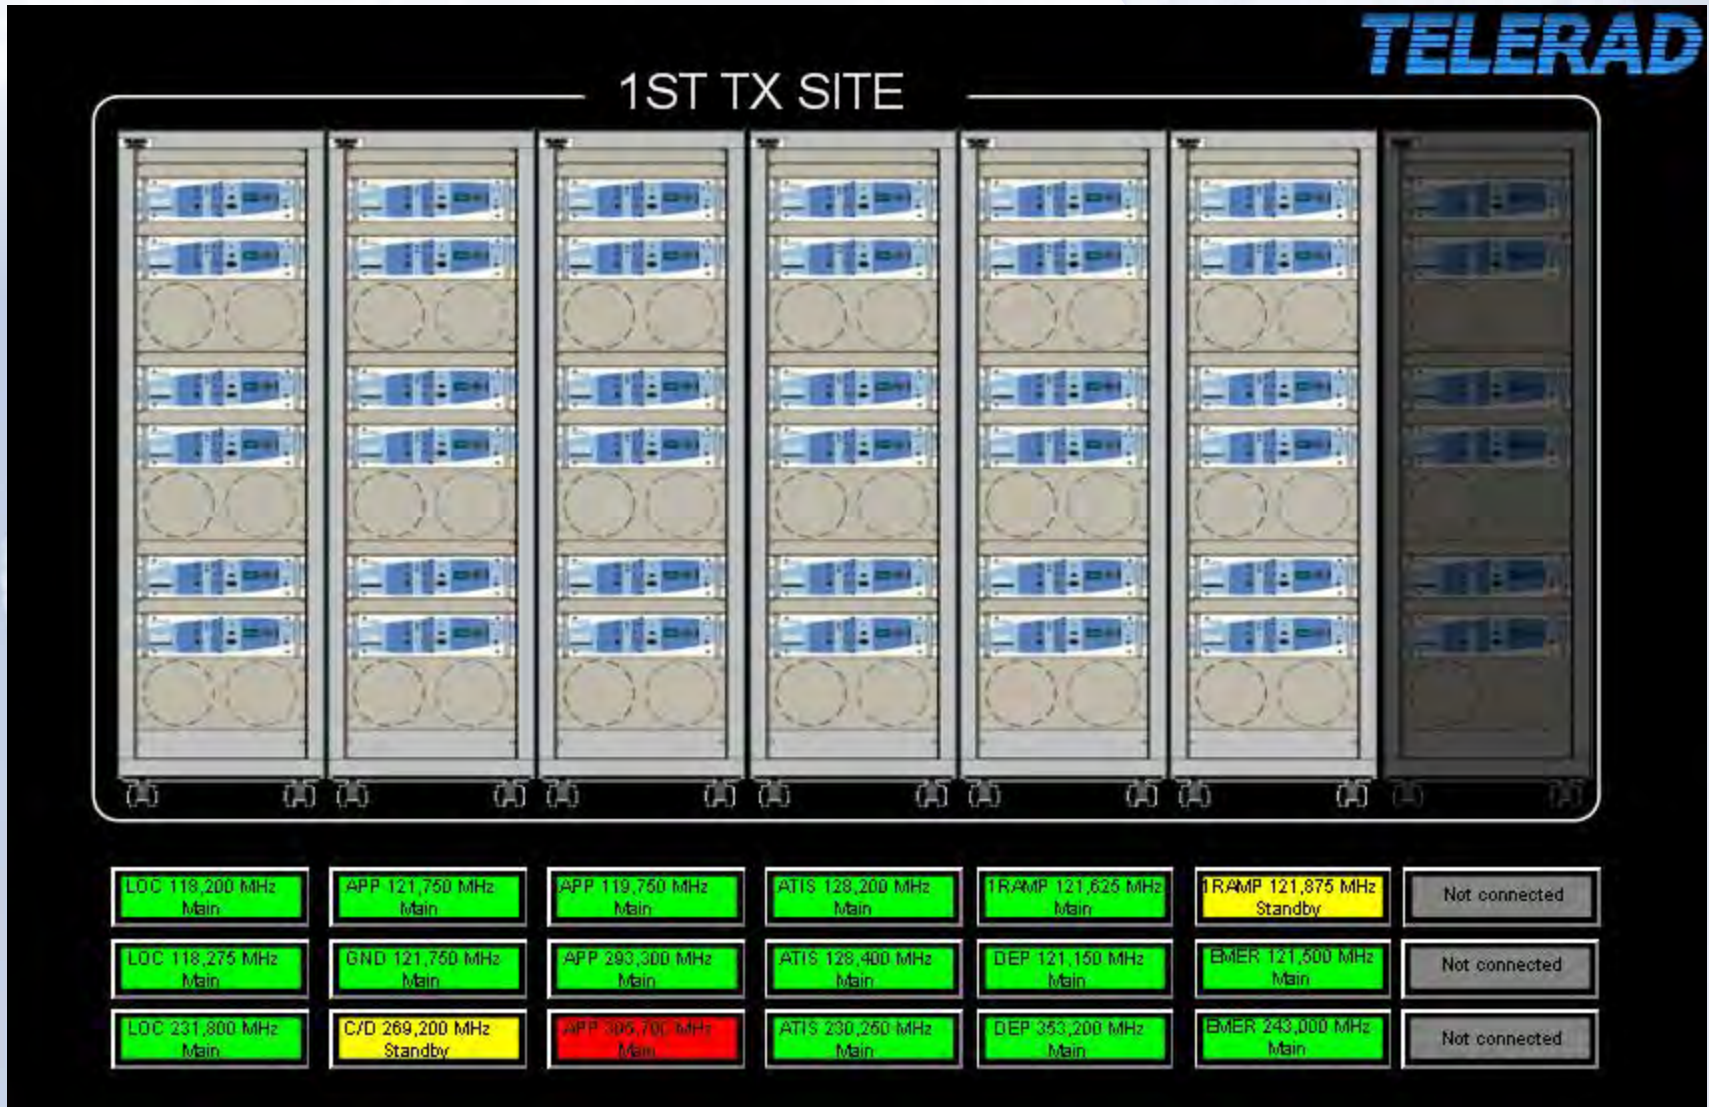 TELERAD
1ST TX SITE
LOC 118,200 MHz
Main
APP 121,750 MHz
Main
APP 119,750 MHz
Main
ATIS 128,200 MHz
Main
1RAMP 121,625 MHz
Main
1RAMP 121,875 MHz
Standby
Not connected
LOC 118,275 MHz
Main
GND 121,750 MHz
Main
APP 293,300 MHz
Main
ATIS 128,400 MHz
Main
DEP 121,150 MHz
Main
EMER 121,500 MHz
Main
Not connected
LOC 231,800 MHz
Main
C/D 269,200 MHz
Standby
APP 306,700 MHz
Main
ATIS 230,250 MHz
Main
DEP 353,200 MHz
Main
EMER 243,000 MHz
Main
Not connected